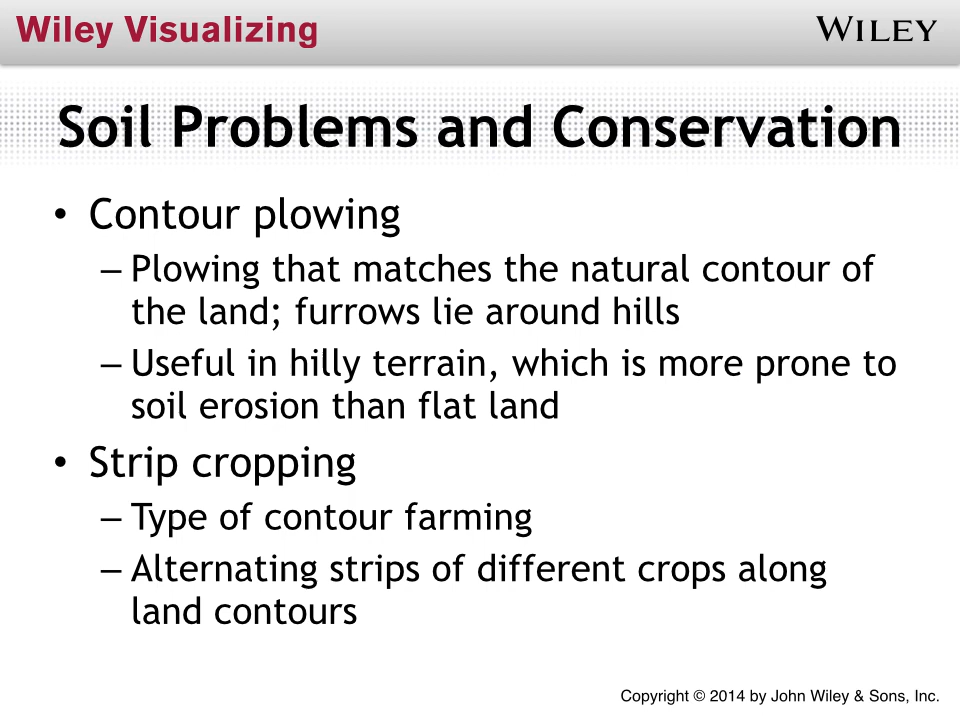 Wiley Visualizing
WILEY
Soil Problems and Conservation
• Contour plowing
– Plowing that matches the natural contour of
the land; furrows lie around hills
– Useful in hilly terrain, which is more prone to
soil erosion than flat land
• Strip cropping
– Type of contour farming
– Alternating strips of different crops along
land contours
Copyright © 2014 by John Wiley & Sons, Inc.